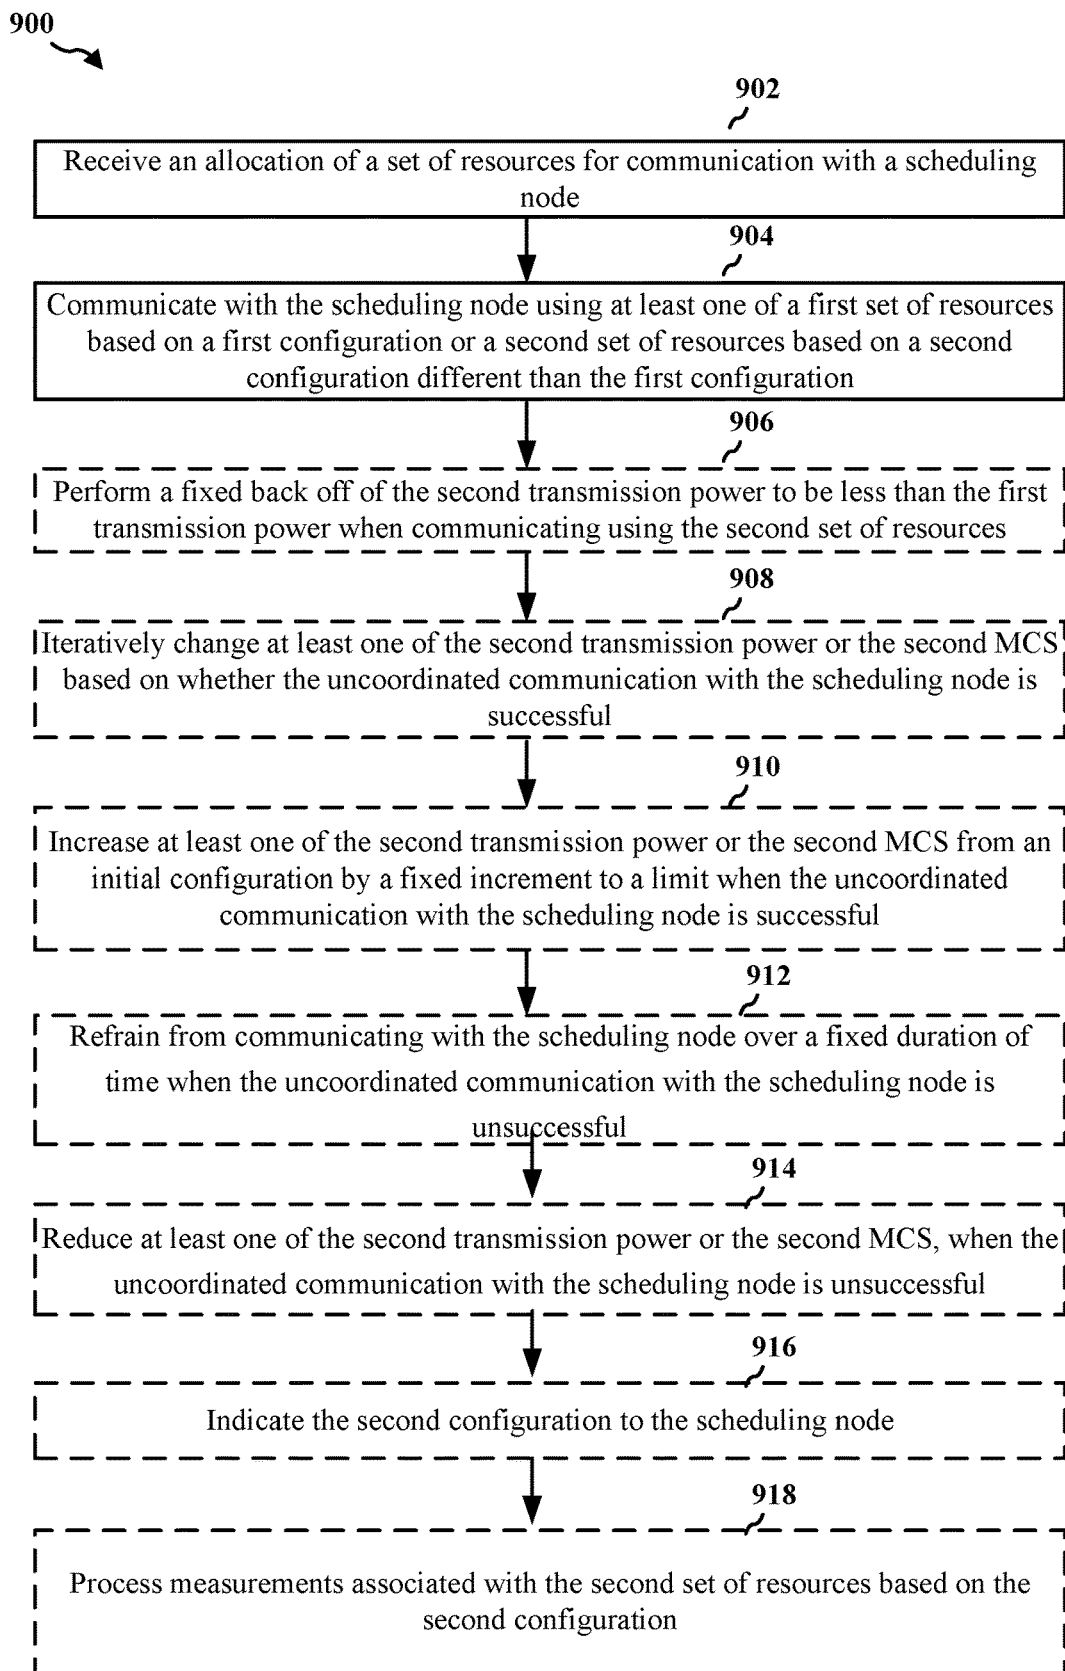 900
902
Receive an allocation of a set of resources for communication with a scheduling
node
904
Communicate with the scheduling node using at least one of a first set of resources
based on a first configuration or a second set of resources based on a second
configuration different than the first configuration
906
Perform a fixed back off of the second transmission power to be less than the first
transmission power when communicating using the second set of resources
908
Iteratively change at least one of the second transmission power or the second MCS
based on whether the uncoordinated communication with the scheduling node is
successful
910
Increase at least one of the second transmission power or the second MCS from an
initial configuration by a fixed increment to a limit when the uncoordinated
communication with the scheduling node is successful
912
Refrain from communicating with the scheduling node over a fixed duration of
time when the uncoordinated communication with the scheduling node is
unsuccessful
914
Reduce at least one of the second transmission power or the second MCS, when the
uncoordinated communication with the scheduling node is unsuccessful
916
Indicate the second configuration to the scheduling node
918
Process measurements associated with the second set of resources based on the
second configuration